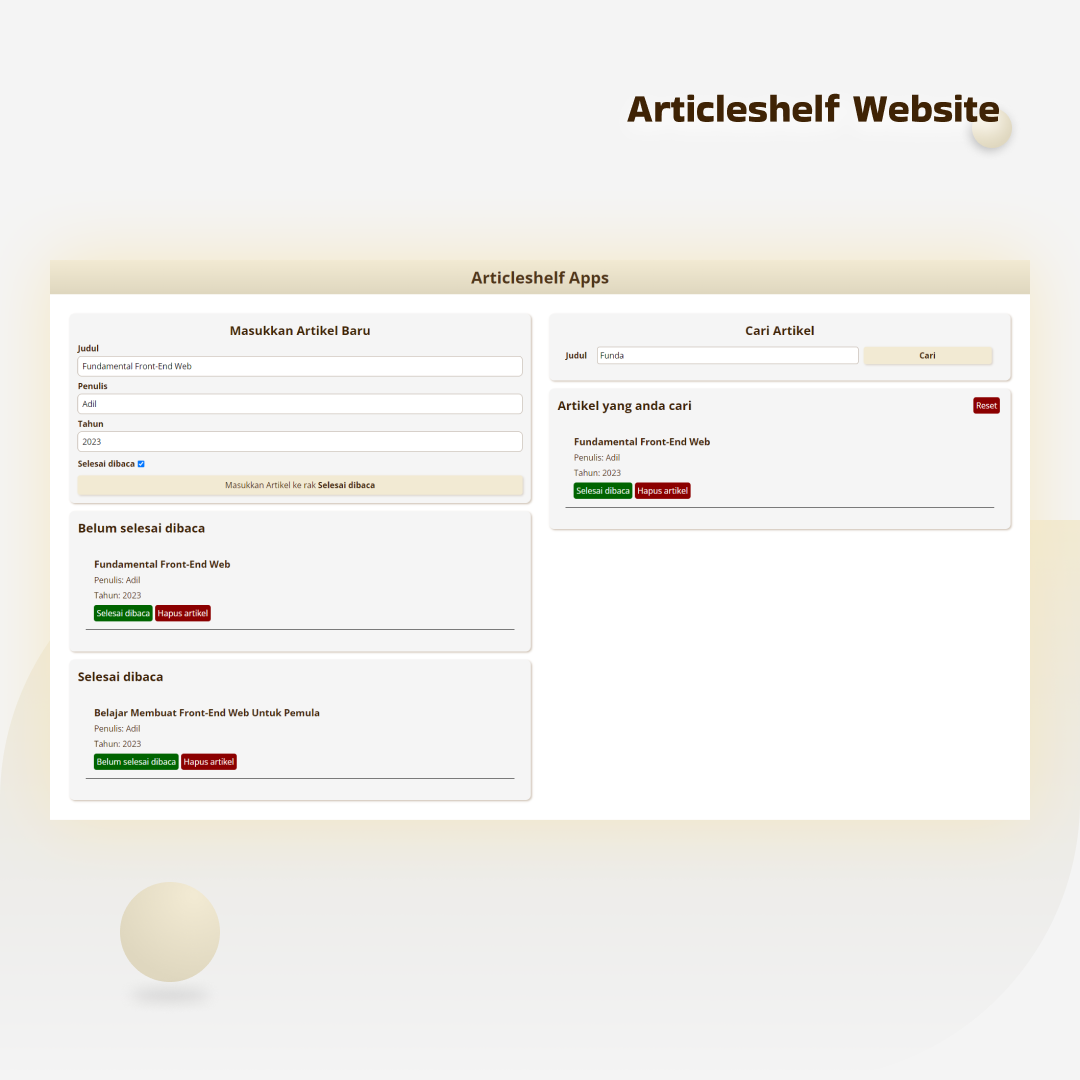 Articleshelf Website
Articleshelf Apps
Masukkan Artikel Baru
Judul
Fundamental Front-End Web
Penulis
Adil
Tahun
2023
Selesai dibaca
Masukkan Artikel ke rak Selesai dibaca
Belum selesai dibaca
Fundamental Front-End Web
Penulis: Adil
Tahun: 2023
Selesai dibaca Hapus artikel
Selesai dibaca
Belajar Membuat Front-End Web Untuk Pemula
Penulis: Adil
Tahun: 2023
Belum selesai dibaca Hapus artikel
Cari Artikel
Judul Funda Cari
Artikel yang anda cari Reset
Fundamental Front-End Web
Penulis: Adil
Tahun: 2023
Selesai dibaca Hapus artikel